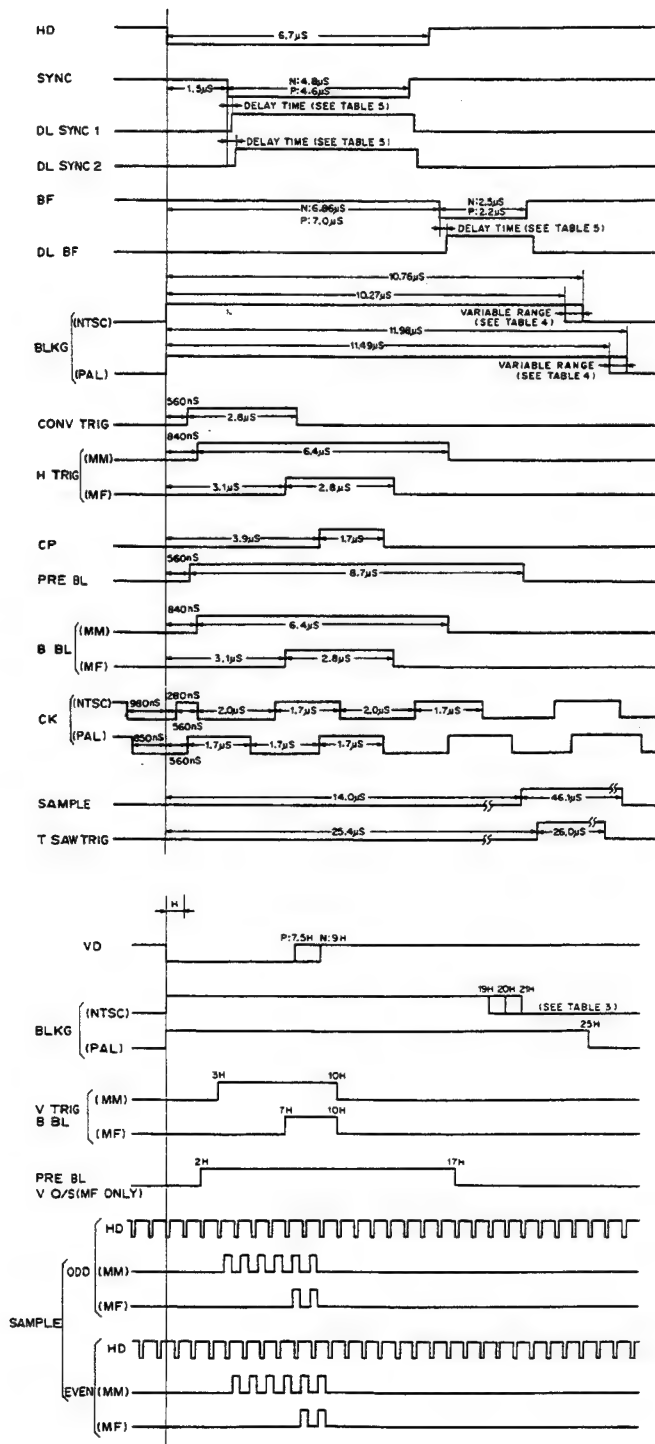 HD
6.7μS
SYNC
1.5μS
N:4.8μS
P:4.6μS
DELAY TIME (SEE TABLE 5)
DL SYNC 1
DELAY TIME (SEE TABLE 5)
DL SYNC 2
BF
N:6.86μS
P:7.0μS
N:2.5μS
P:2.2μS
DELAY TIME (SEE TABLE 5)
DL BF
10.76μS
10.27μS
(NTSC)
VARIABLE RANGE
(SEE TABLE 4)
11.98μS
BLKG
11.49μS
(PAL)
VARIABLE RANGE
(SEE TABLE 4)
560nS
CONV TRIG
2.8μS
840nS
(MM)
6.4μS
H TRIG
(MF)
3.1μS
2.8μS
CP
3.9μS
1.7μS
560nS
PRE BL
8.7μS
840nS
(MM)
6.4μS
B BL
(MF)
3.1μS
2.8μS
280nS
(NTSC)
980nS
2.0μS
1.7μS
2.0μS
1.7μS
CK
560nS
(PAL)
850nS
1.7μS
1.7μS
1.7μS
560nS
SAMPLE
14.0μS
46.1μS
T SAW TRIG
25.4μS
26.0μS
H
VD
P:7.5H N:9H
19H 20H 21H
(NTSC)
(SEE TABLE 3)
BLKG
25H
(PAL)
3H
10H
(MM)
V TRIG
B BL
7H
10H
(MF)
2H
17H
PRE BL
V O/S(MF ONLY)
HD
ODD
(MM)
(MF)
SAMPLE
HD
EVEN
(MM)
(MF)